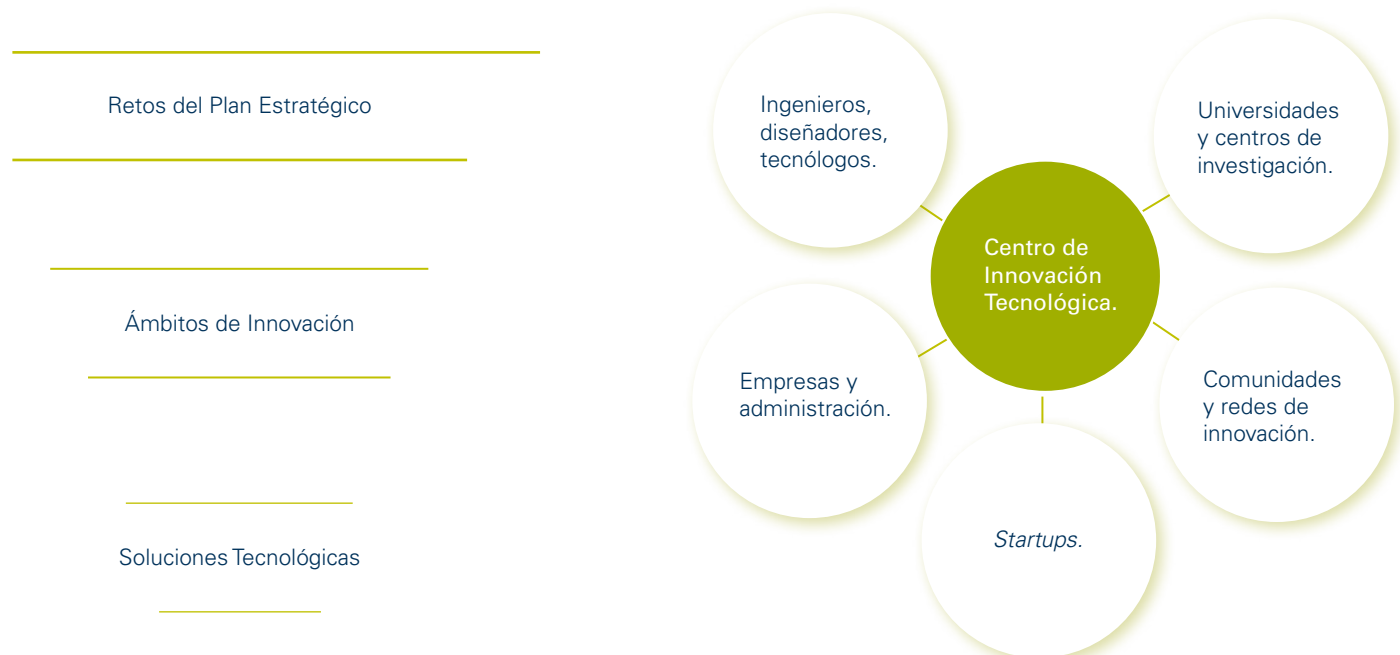 Retos del Plan Estratégico
Ámbitos de Innovación
Soluciones Tecnológicas
Ingenieros,
diseñadores,
tecnólogos.
Universidades
y centros de
investigación.
Centro de
Innovación
Tecnológica.
Empresas y
administración.
Comunidades
y redes de
innovación.
Startups.